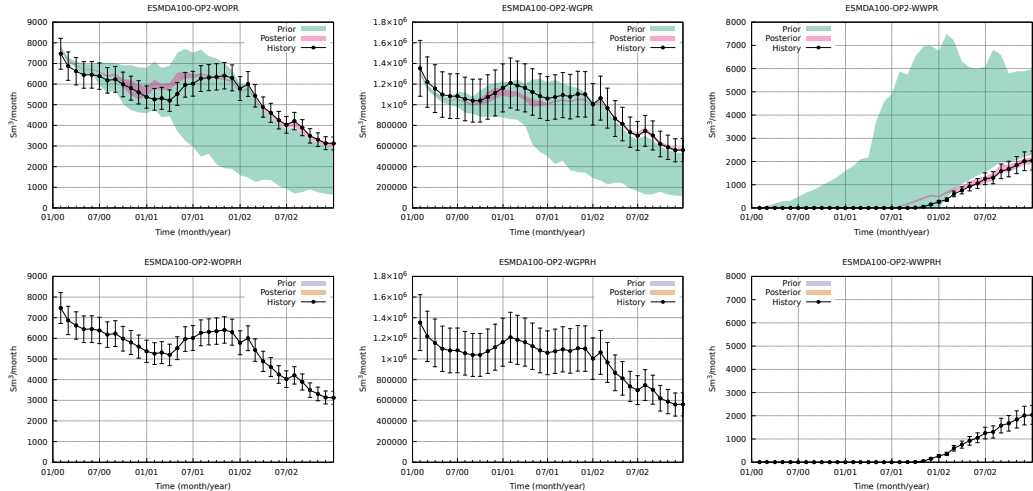 ESMDA100-OP2-WOPR
Sm³/month
9000
8000
7000
6000
5000
4000
3000
2000
1000
0
01/00
07/00
01/01
07/01
01/02
07/02
Time (month/year)
Prior
Posterior
History
ESMDA100-OP2-WGPR
Sm³/month
1.8×10⁶
1.6×10⁶
1.4×10⁶
1.2×10⁶
1×10⁶
800000
600000
400000
200000
0
01/00
07/00
01/01
07/01
01/02
07/02
Time (month/year)
Prior
Posterior
History
ESMDA100-OP2-WWPR
Sm³/month
8000
7000
6000
5000
4000
3000
2000
1000
0
01/00
07/00
01/01
07/01
01/02
07/02
Time (month/year)
Prior
Posterior
History
ESMDA100-OP2-WOPRH
Sm³/month
9000
8000
7000
6000
5000
4000
3000
2000
1000
0
01/00
07/00
01/01
07/01
01/02
07/02
Time (month/year)
Prior
Posterior
History
ESMDA100-OP2-WGPRH
Sm³/month
1.8×10⁶
1.6×10⁶
1.4×10⁶
1.2×10⁶
1×10⁶
800000
600000
400000
200000
0
01/00
07/00
01/01
07/01
01/02
07/02
Time (month/year)
Prior
Posterior
History
ESMDA100-OP2-WWPRH
Sm³/month
8000
7000
6000
5000
4000
3000
2000
1000
0
01/00
07/00
01/01
07/01
01/02
07/02
Time (month/year)
Prior
Posterior
History